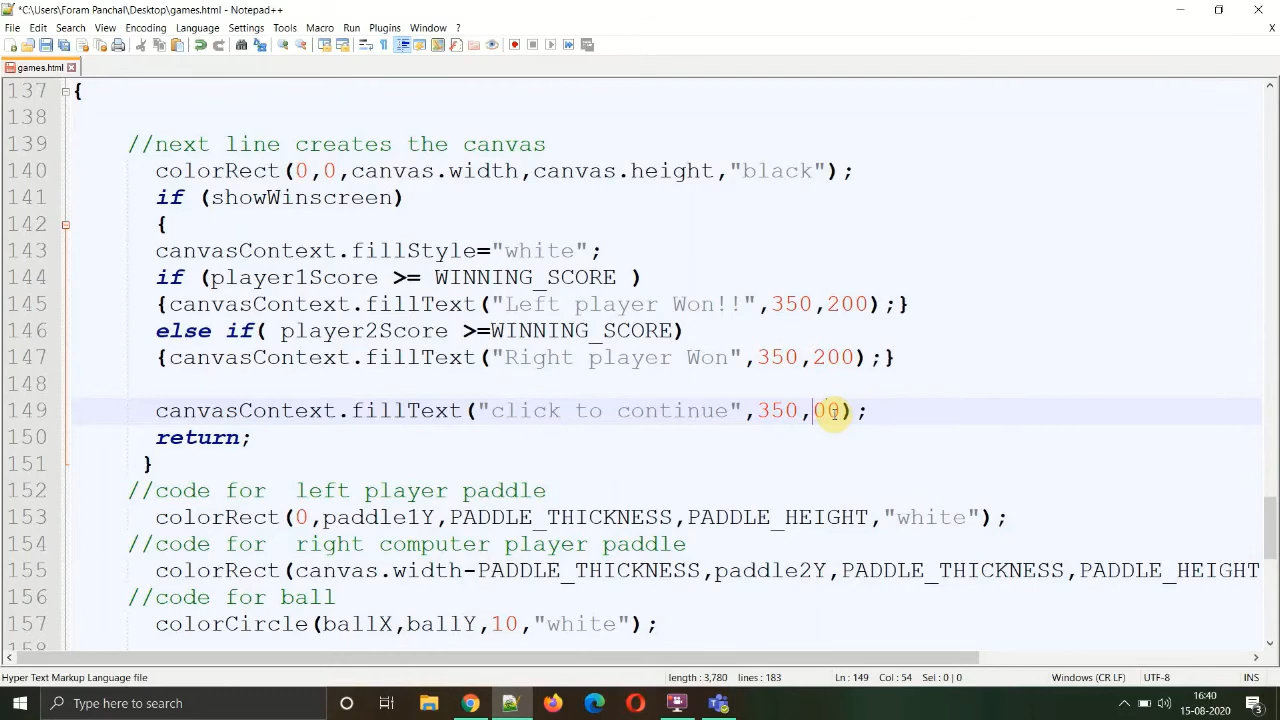 *C:\Users\Foram Panchal\Desktop\games.html - Notepad++
File Edit Search View Encoding Language Settings Tools Macro Run Plugins Window ?
X
games.html
137 {
138
139 //next line creates the canvas
140 colorRect(0,0,canvas.width,canvas.height,"black");
141 if (showWinscreen)
142 {
143 canvasContext.fillStyle="white";
144 if (player1Score >= WINNING_SCORE )
145 {canvasContext.fillText("Left player Won!!",350,200);}
146 else if( player2Score >=WINNING_SCORE)
147 {canvasContext.fillText("Right player Won",350,200);}
148
149 canvasContext.fillText("click to continue",350,00);
150 return;
151 }
152 //code for  left player paddle
153 colorRect(0,paddle1Y,PADDLE_THICKNESS,PADDLE_HEIGHT,"white");
154 //code for  right computer player paddle
155 colorRect(canvas.width-PADDLE_THICKNESS,paddle2Y,PADDLE_THICKNESS,PADDLE_HEIGHT
156 //code for ball
157 colorCircle(ballX,ballY,10,"white");
158
Hyper Text Markup Language file length : 3,780 lines : 183 Ln : 149 Col : 54 Sel : 0 | 0 Windows (CR LF) UTF-8 INS
Type here to search
16:40
15-08-2020
3